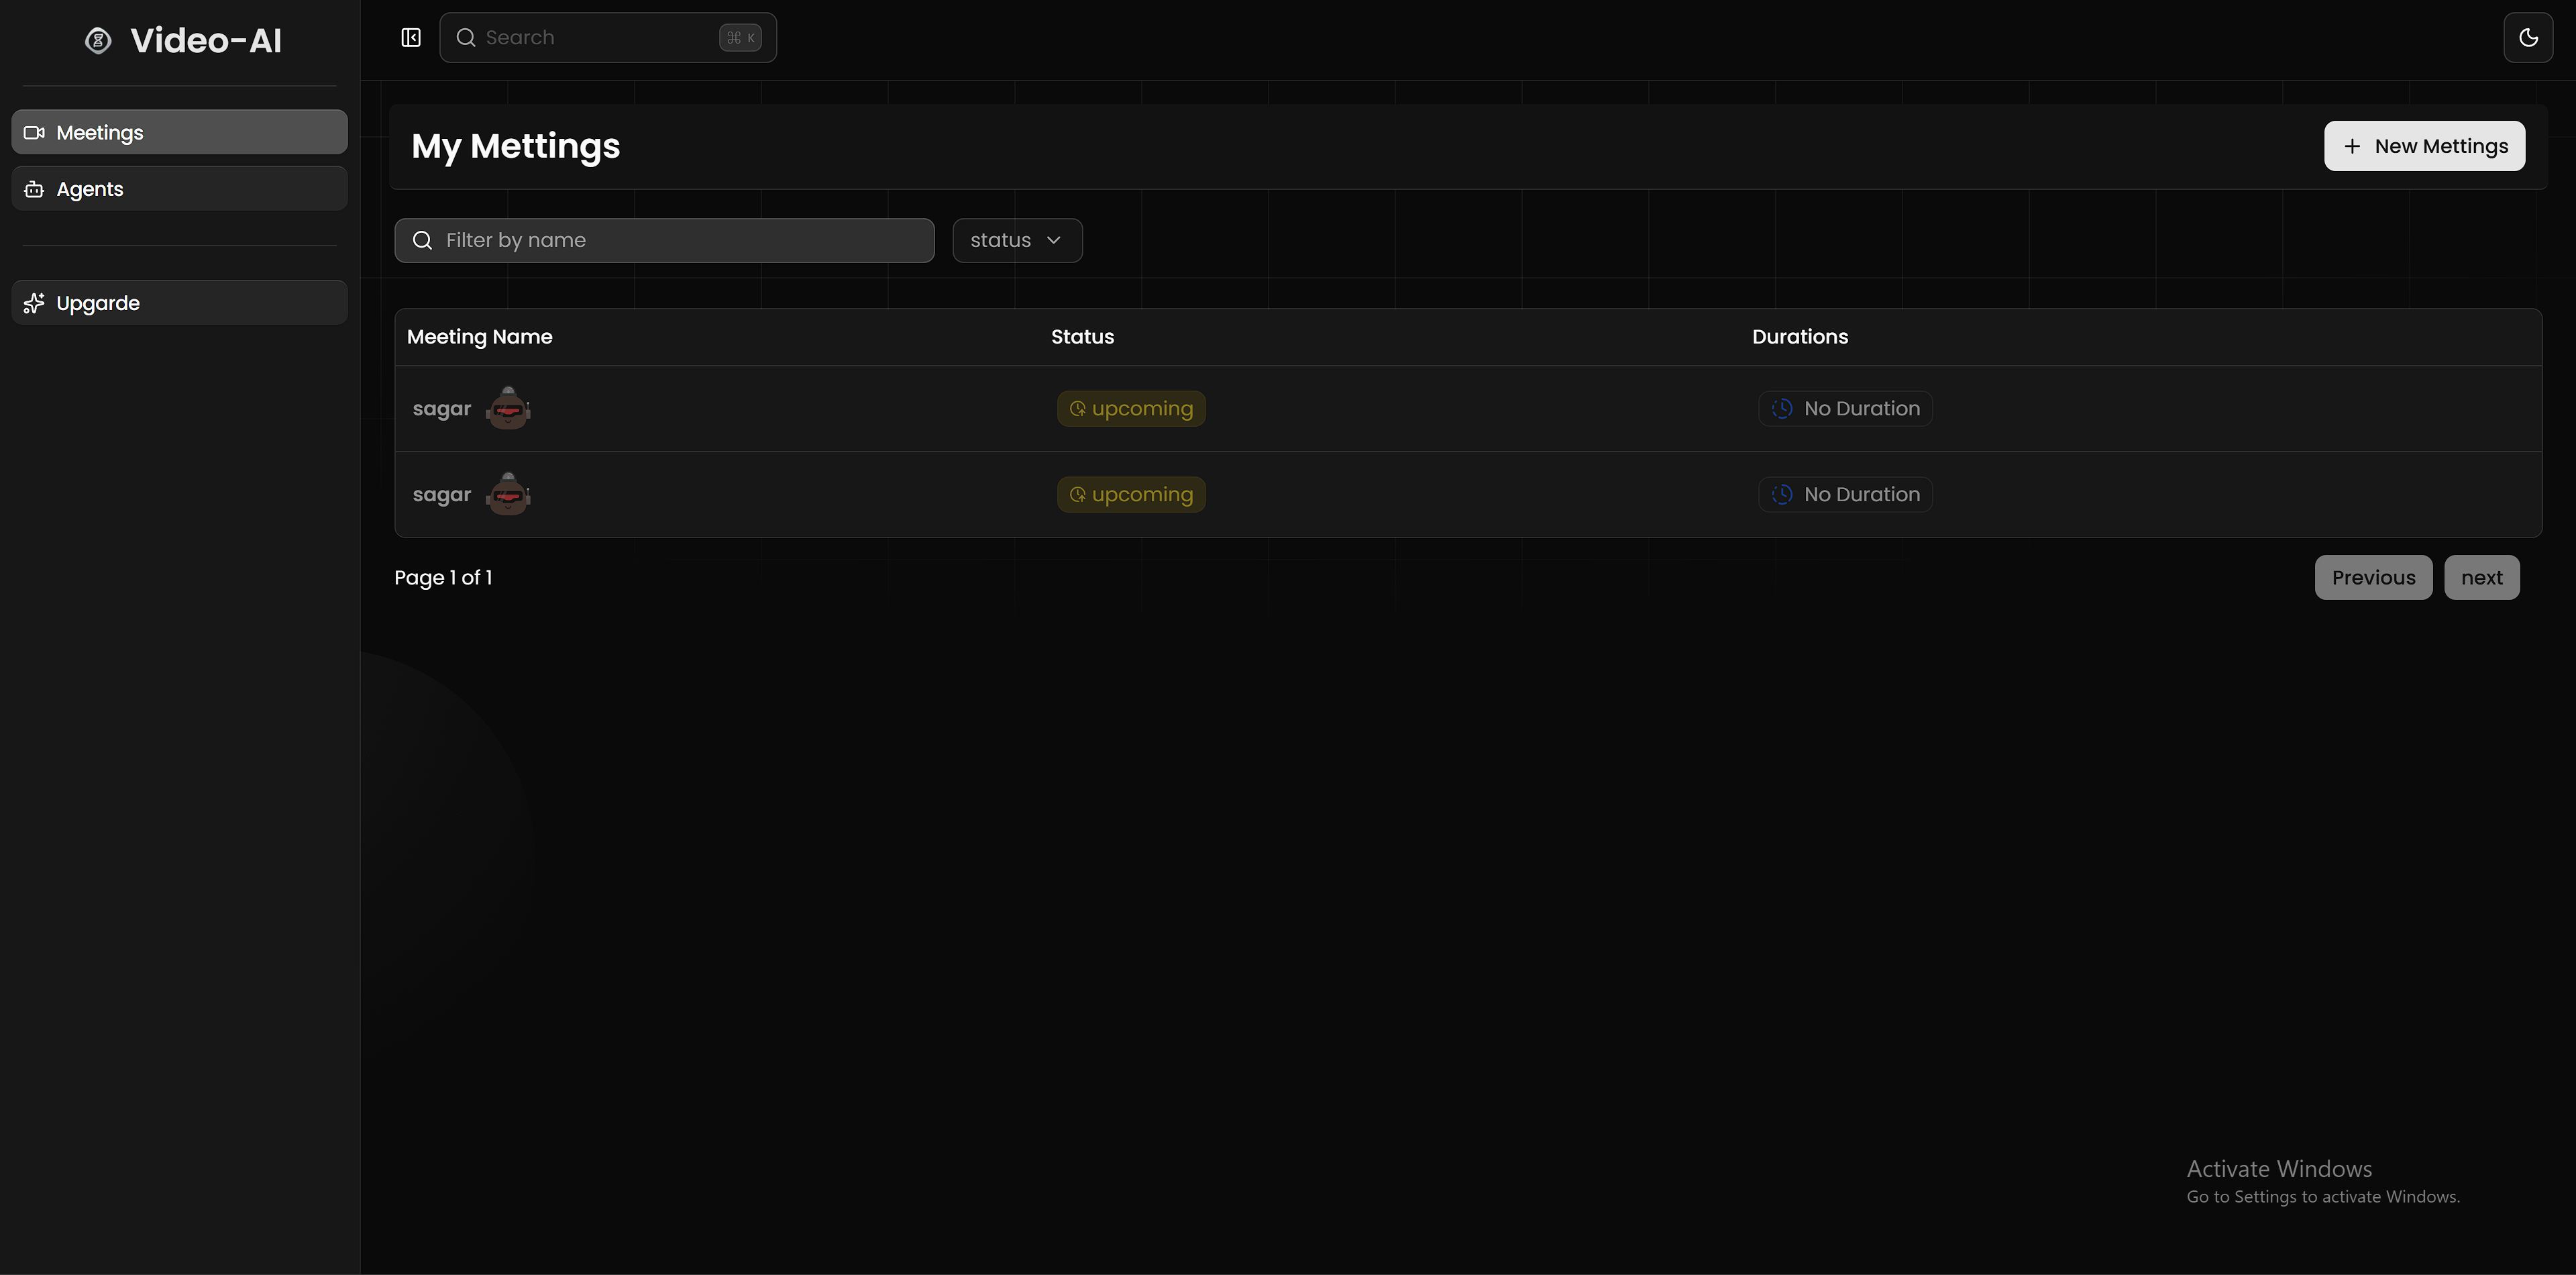 Video-AI
Search ⌘ K
Meetings
Agents
Upgarde
My Mettings
New Mettings
Filter by name
status
Meeting Name Status Durations
sagar upcoming No Duration
sagar upcoming No Duration
Page 1 of 1
Previous next
Activate Windows
Go to Settings to activate Windows.